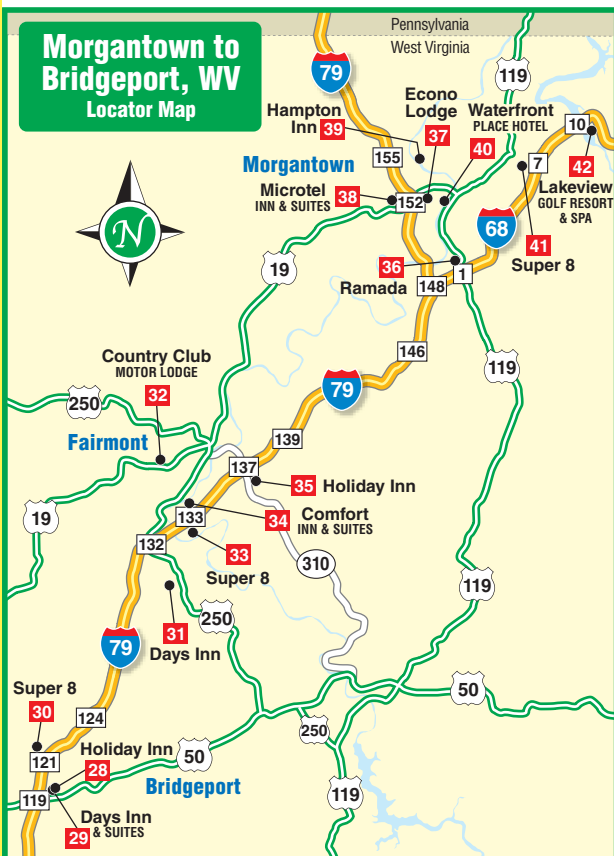 Pennsylvania
West Virginia
Morgantown to
Bridgeport, WV
Locator Map
79
119
Econo
Lodge
37
Hampton
Inn 39
Waterfront
PLACE HOTEL
40
10
42
Lakeview
GOLF RESORT
& SPA
7
155
Morgantown
Microtel
INN & SUITES
38
152
68
41
Super 8
N
19
36
Ramada
1
148
146
119
79
Country Club
MOTOR LODGE
32
250
Fairmont
139
137
35 Holiday Inn
19
133
34
Comfort
INN & SUITES
132
33
Super 8
310
119
31
Days Inn
250
79
50
Super 8
30
124
250
121
Holiday Inn
28
50
Bridgeport
119
119
Days Inn
& SUITES
29